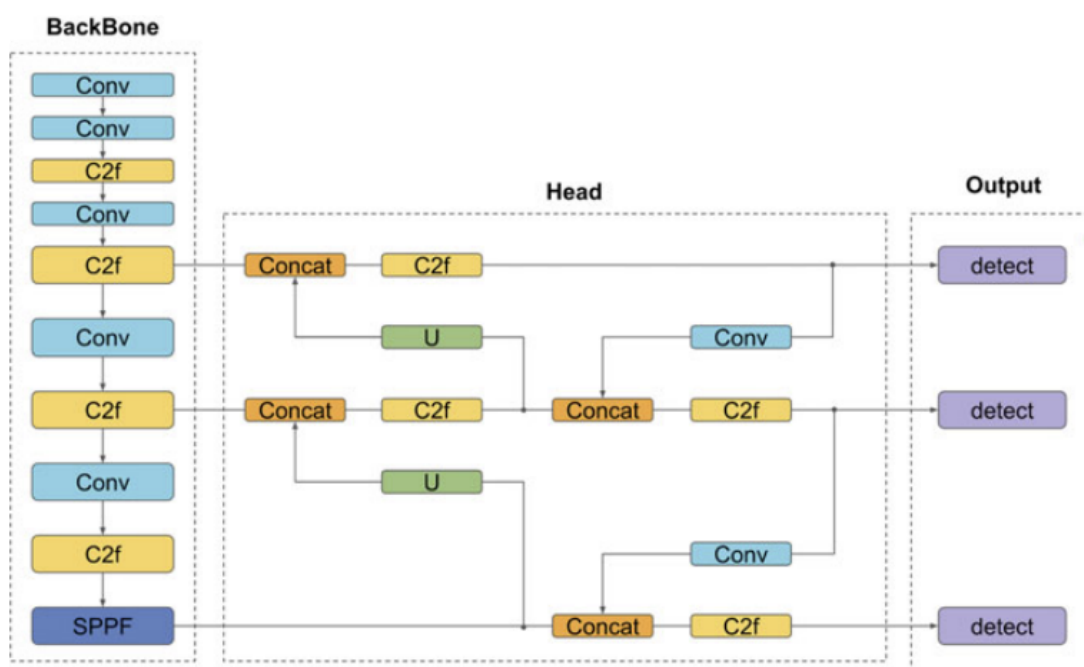 BackBone
Conv
Conv
C2f
Conv
C2f
Conv
C2f
Conv
C2f
SPPF
Head
Concat C2f
U Conv
Concat C2f Concat C2f
U
Conv
Concat C2f
Output
detect
detect
detect